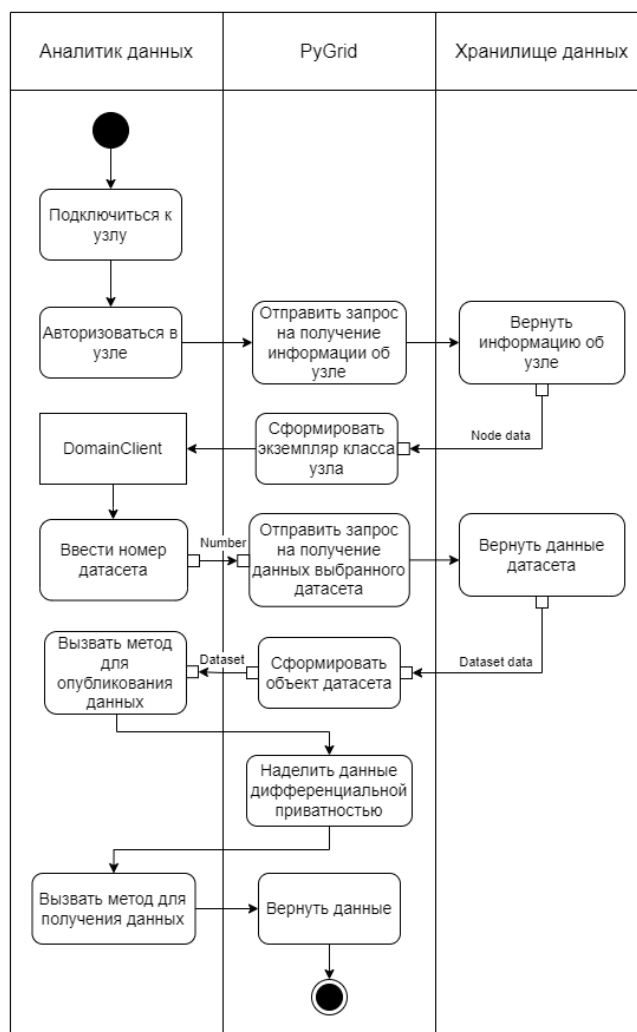 Аналитик данных
PyGrid
Хранилище данных
Подключиться к
узлу
Авторизоваться в
узле
Отправить запрос
на получение
информации об
узле
Вернуть
информацию об
узле
Node data
Сформировать
экземпляр класса
узла
DomainClient
Ввести номер
датасета
Number
Отправить запрос
на получение
данных выбранного
датасета
Вернуть данные
датасета
Dataset data
Сформировать
объект датасета
Dataset
Вызвать метод
для
опубликования
данных
Наделить данные
дифференциальной
приватностью
Вызвать метод для
получения данных
Вернуть данные